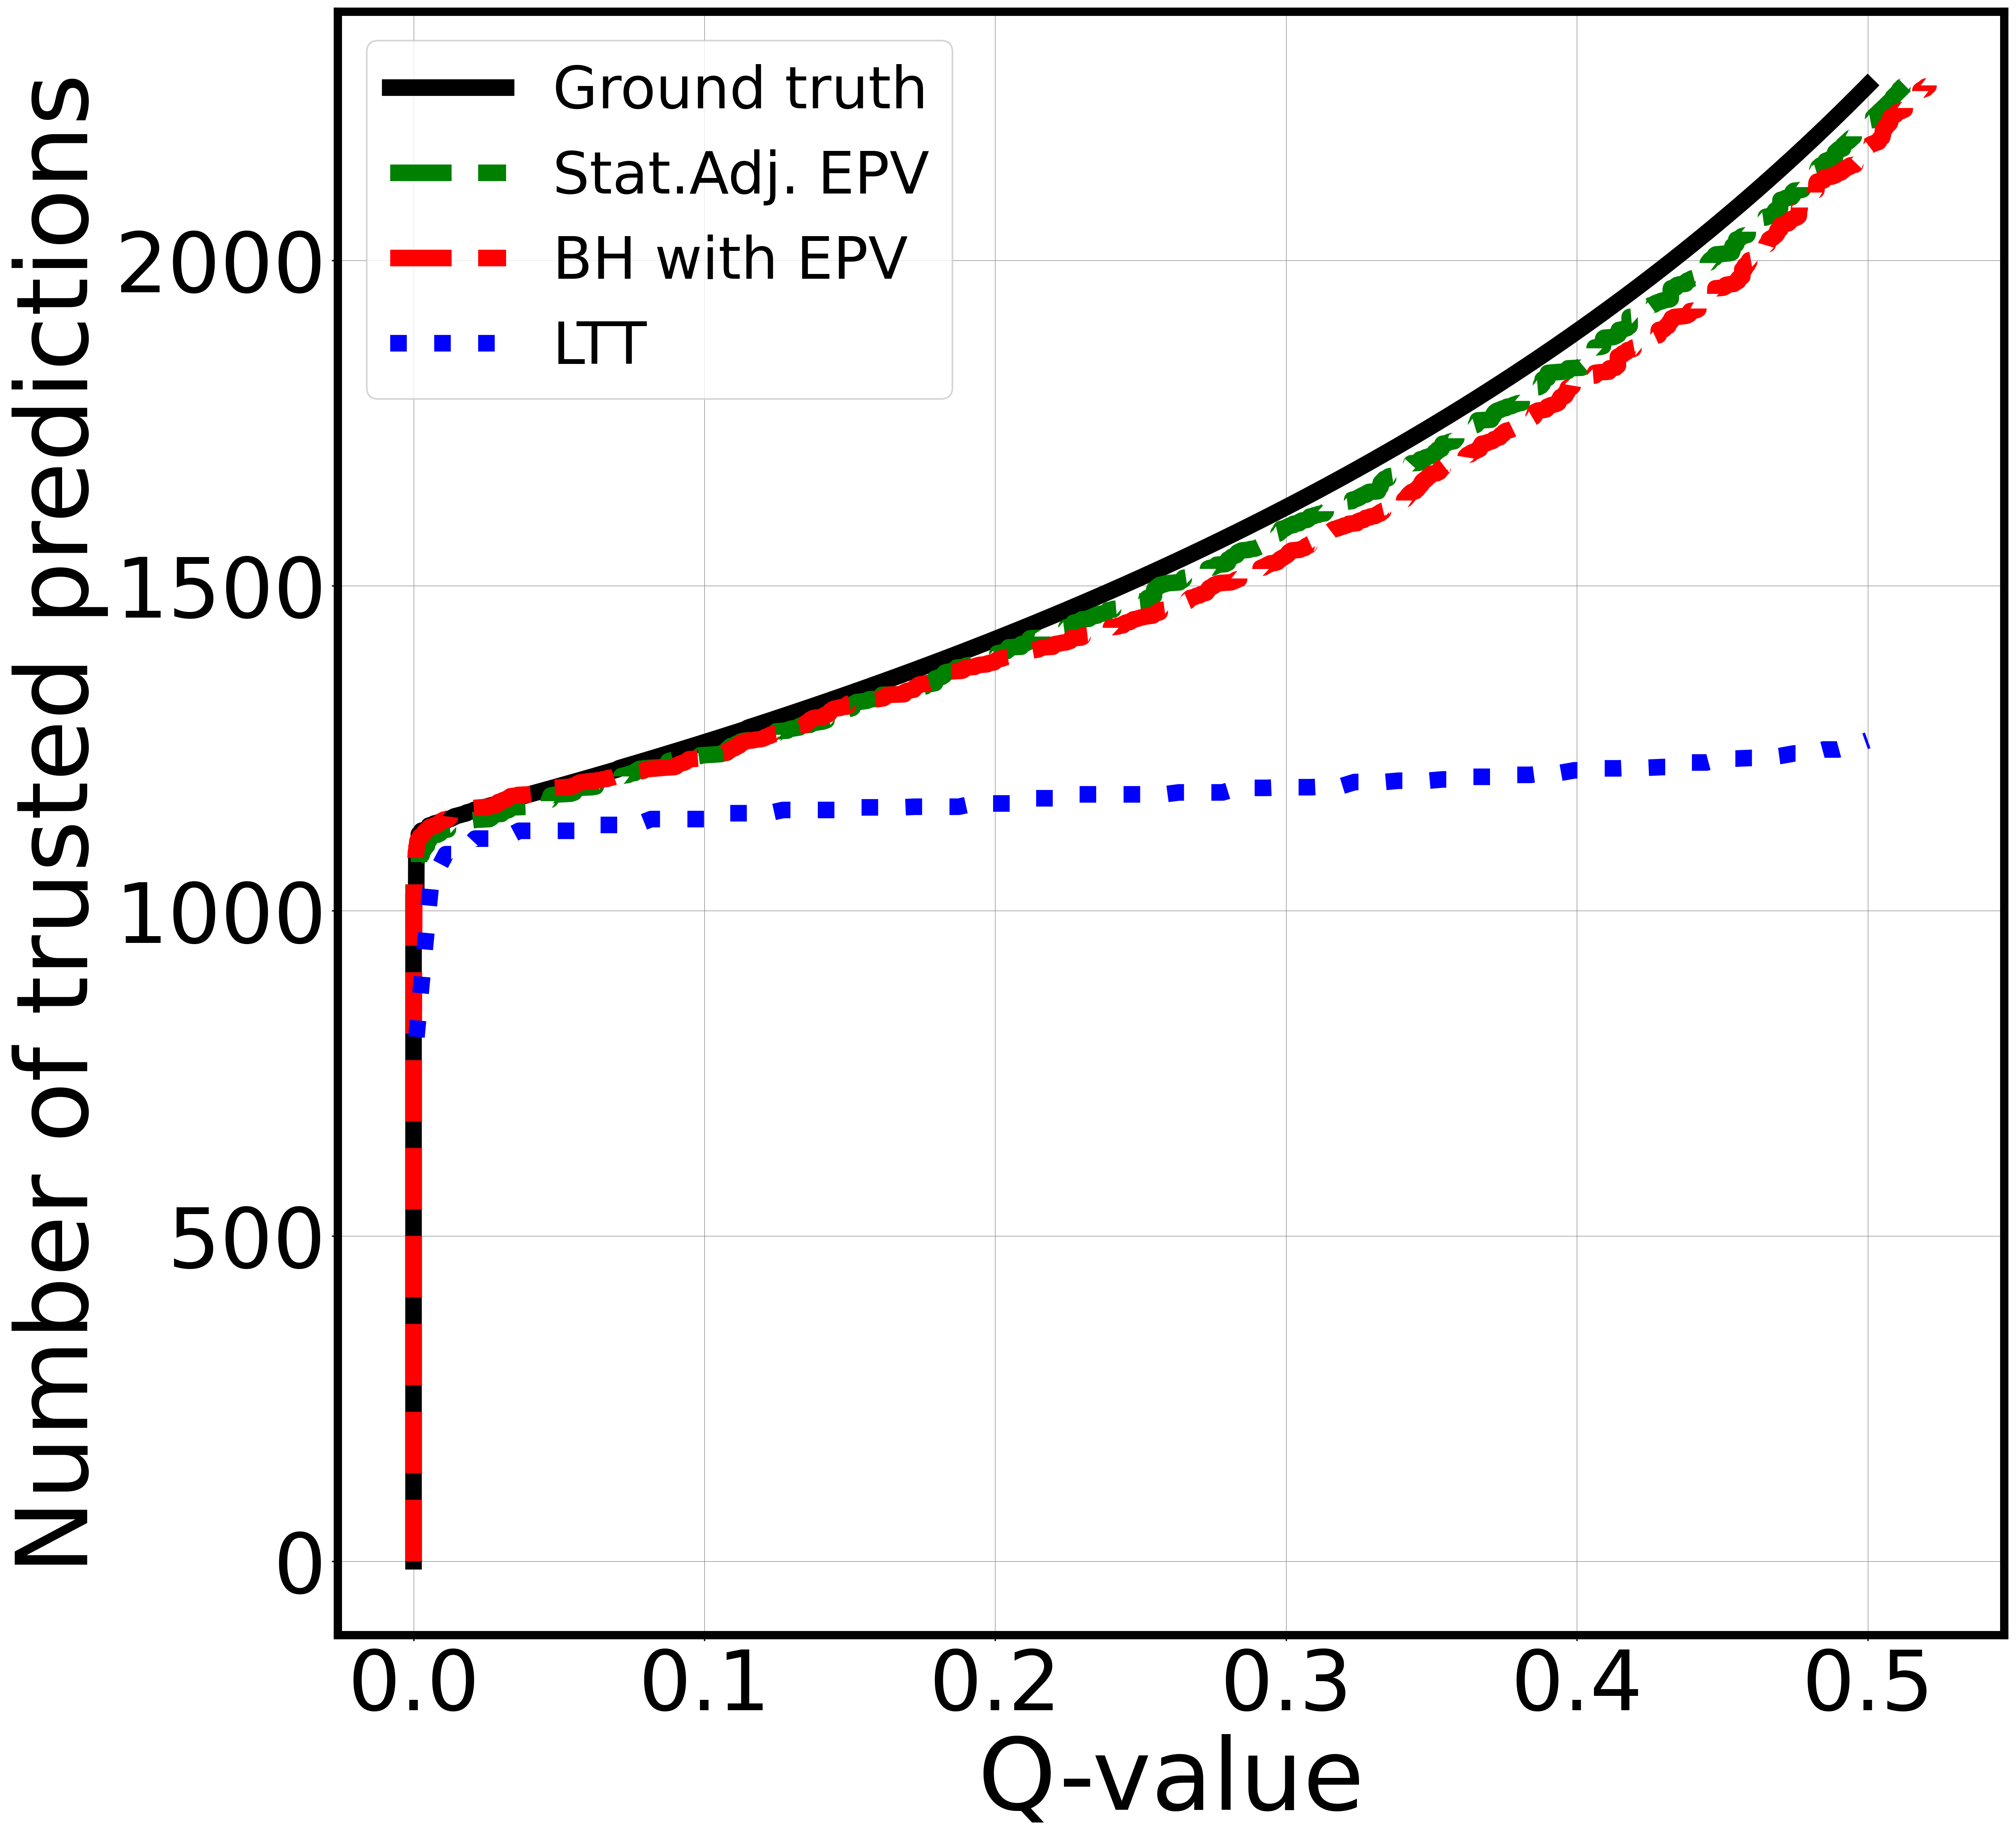 Number of trusted predictions
2000
1500
1000
500
0
Ground truth
Stat.Adj. EPV
BH with EPV
LTT
0.0 0.1 0.2 0.3 0.4 0.5
Q-value